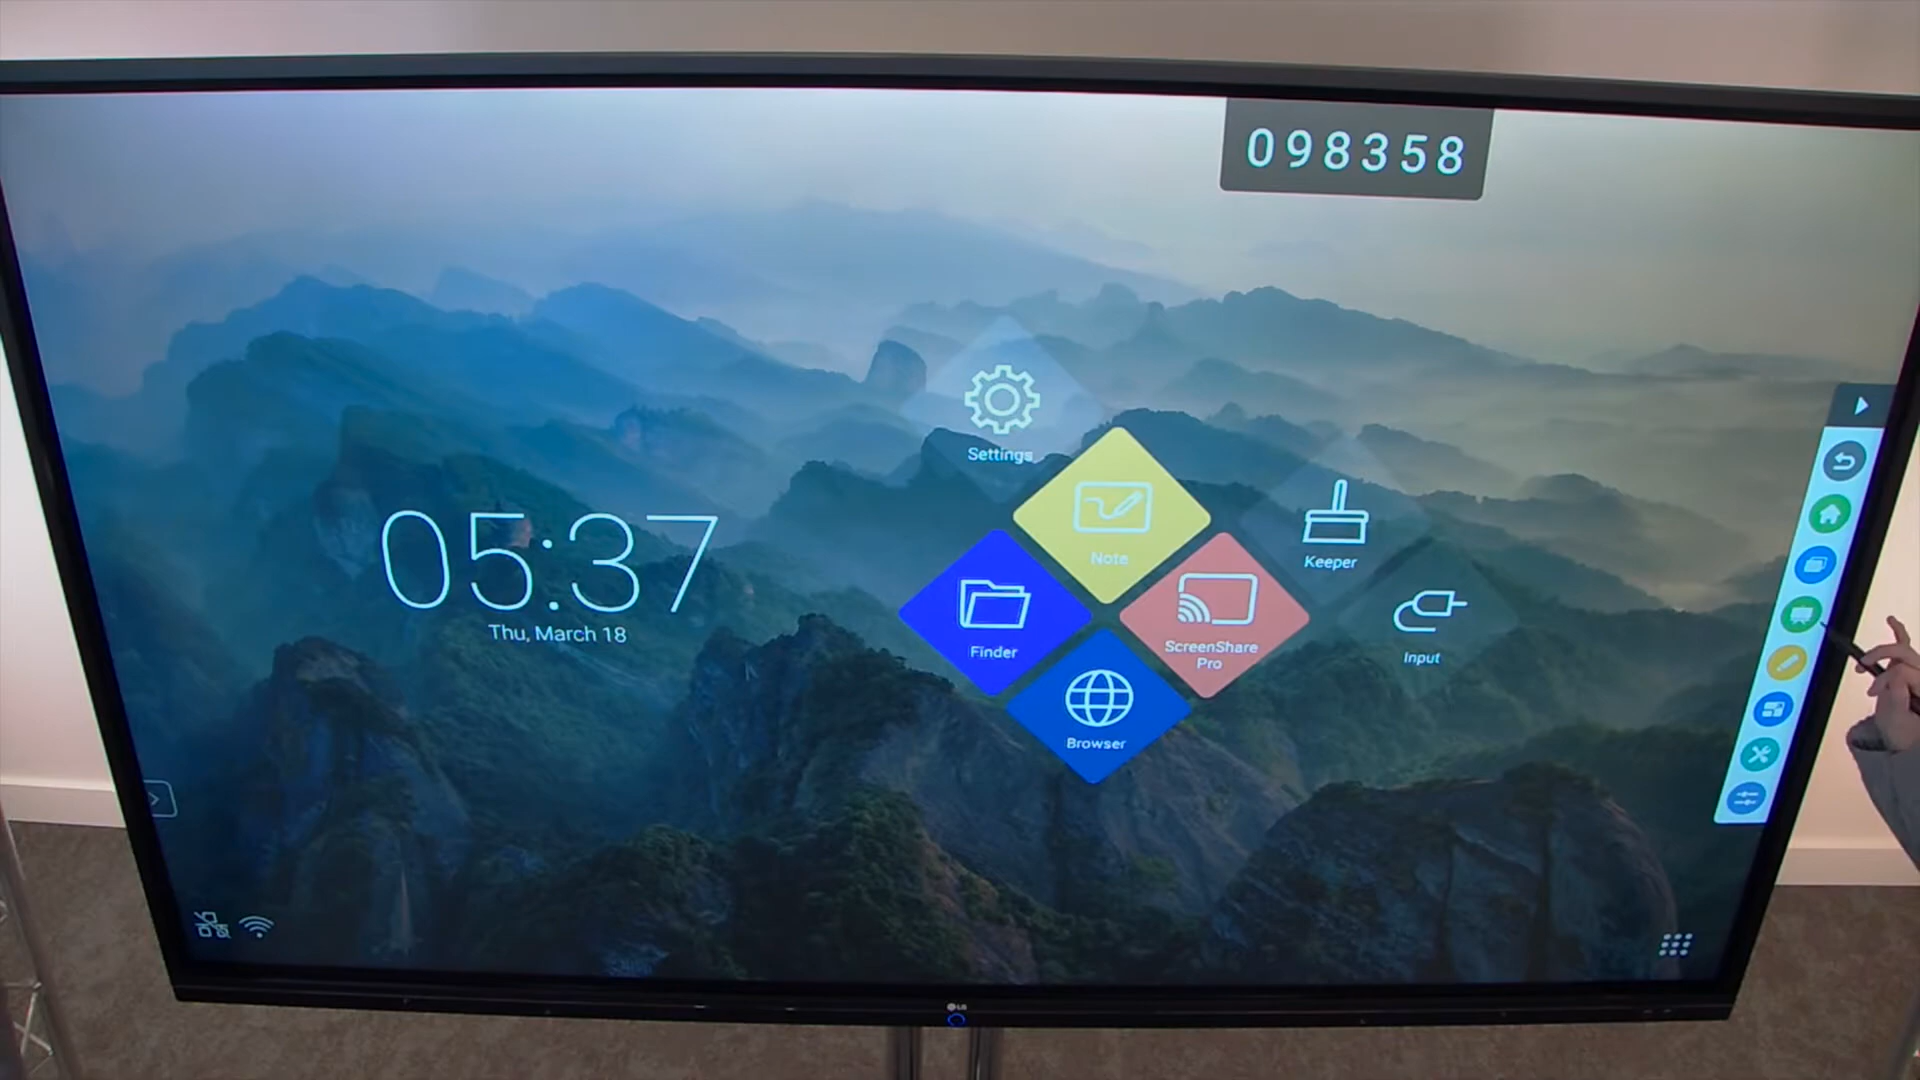 098358
Settings
Note
Keeper
05:37
Thu, March 18
Finder
ScreenShare
Pro
Input
Browser
LG